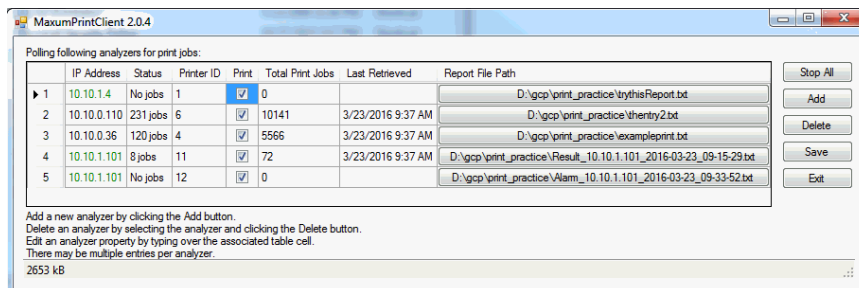 MaxumPrintClient 2.0.4
Polling following analyzers for print jobs:
IP Address Status Printer ID Print Total Print Jobs Last Retrieved Report File Path
1 10.10.1.4 No jobs 1 0 D:\gcp\print_practice\trythisReport.txt
2 10.10.0.110 231 jobs 6 10141 3/23/2016 9:37 AM D:\gcp\print_practice\thentry2.txt
3 10.10.0.36 120 jobs 4 5566 3/23/2016 9:37 AM D:\gcp\print_practice\exampleprint.txt
4 10.10.1.101 8 jobs 11 72 3/23/2016 9:37 AM D:\gcp\print_practice\Result_10.10.1.101_2016-03-23_09-15-29.txt
5 10.10.1.101 No jobs 12 0 D:\gcp\print_practice\Alarm_10.10.1.101_2016-03-23_09-33-52.txt
Stop All
Add
Delete
Save
Exit
Add a new analyzer by clicking the Add button.
Delete an analyzer by selecting the analyzer and clicking the Delete button.
Edit an analyzer property by typing over the associated table cell.
There may be multiple entries per analyzer.
2653 kB